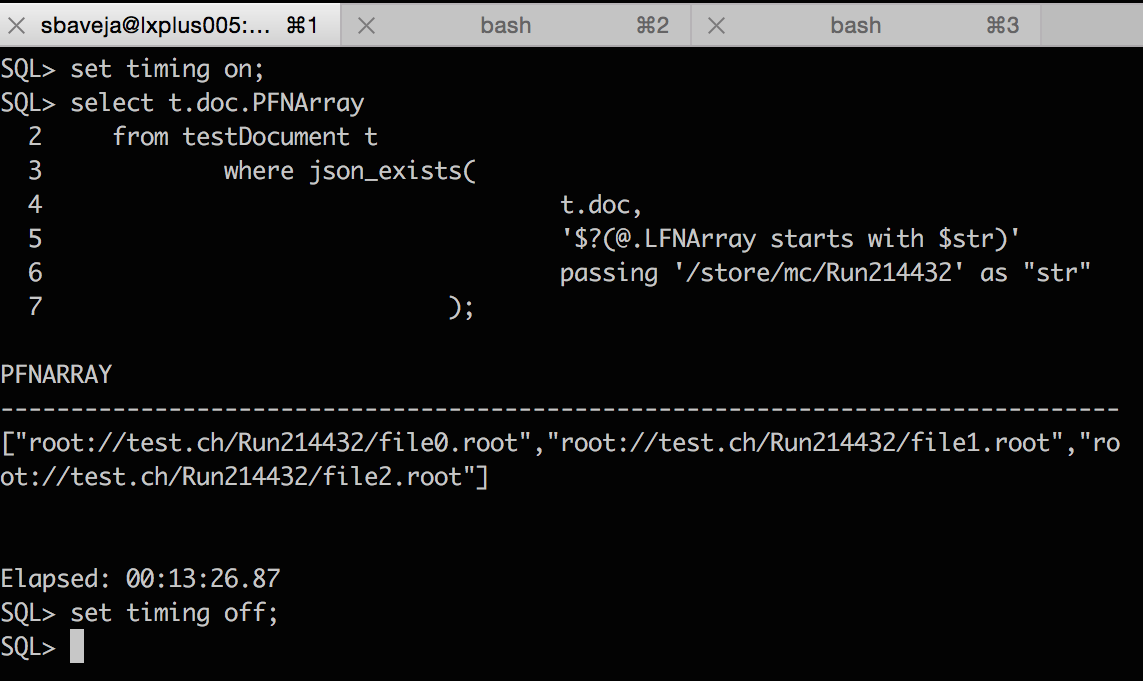 sbaveja@lxplus005:... ⌘1 bash ⌘2 bash ⌘3
SQL> set timing on;
SQL> select t.doc.PFNArray
2 from testDocument t
3 where json_exists(
4 t.doc,
5 '$?(@.LFNArray starts with $str)'
6 passing '/store/mc/Run214432' as "str"
7 );
PFNARRAY
--------------------------------------------------------------------------------
["root://test.ch/Run214432/file0.root","root://test.ch/Run214432/file1.root","ro
ot://test.ch/Run214432/file2.root"]
Elapsed: 00:13:26.87
SQL> set timing off;
SQL>